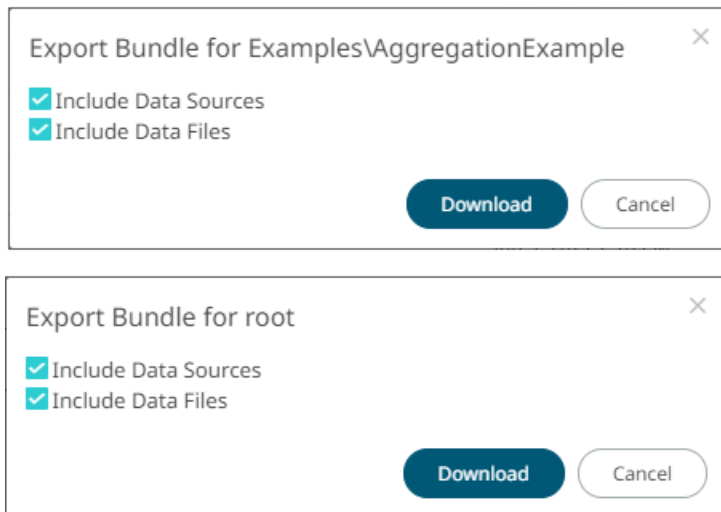 Export Bundle for Examples\AggregationExample
Include Data Sources
Include Data Files
Download Cancel
Export Bundle for root
Include Data Sources
Include Data Files
Download Cancel